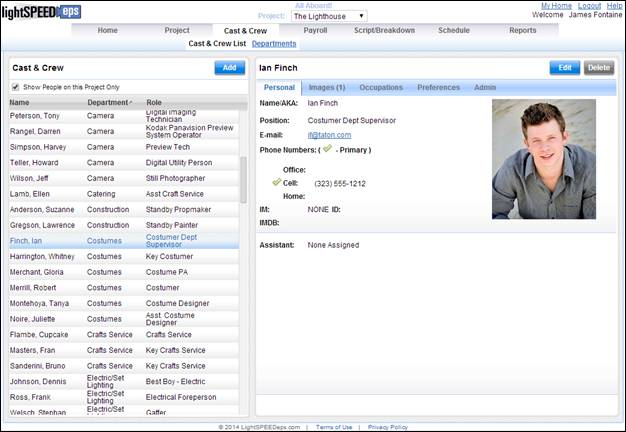 lightSPEED eps
All Aboard!!
Project: The Lighthouse
My Home Logout Help
Welcome James Fontaine
Home Project Cast & Crew Payroll Script/Breakdown Schedule Reports
Cast & Crew List Departments
Cast & Crew Add
Show People on this Project Only
Name Department Role
Peterson, Tony Camera Digital Imaging Technician
Rangel, Darren Camera Kodak Panavision Preview System Operator
Simpson, Harvey Camera Preview Tech
Teller, Howard Camera Digital Utility Person
Wilson, Jeff Camera Still Photographer
Lamb, Ellen Catering Asst Craft Service
Anderson, Suzanne Construction Standby Propmaker
Gregson, Lawrence Construction Standby Painter
Finch, Ian Costumes Costumer Dept Supervisor
Harrington, Whitney Costumes Key Costumer
Merchant, Gloria Costumes Costume PA
Merrill, Robert Costumes Costumer
Montehoya, Tanya Costumes Costume Designer
Noire, Juliette Costumes Asst. Costume Designer
Flambe, Cupcake Crafts Service Crafts Service
Masters, Fran Crafts Service Key Crafts Service
Sanderini, Bruno Crafts Service Key Crafts Service
Johnson, Dennis Electric/Set Lighting Best Boy - Electric
Ross, Frank Electric/Set Lighting Electrical Foreperson
Welsch, Stephan Electric/Set Gaffer
Ian Finch Edit Delete
Personal Images (1) Occupations Preferences Admin
Name/AKA: Ian Finch
Position: Costumer Dept Supervisor
E-mail: if@taton.com
Phone Numbers: ( - Primary )
Office:
Cell: (323) 555-1212
Home:
IM: NONE ID:
IMDB:
Assistant: None Assigned
© 2014 LightSPEEDeps.com | Terms of Use | Privacy Policy